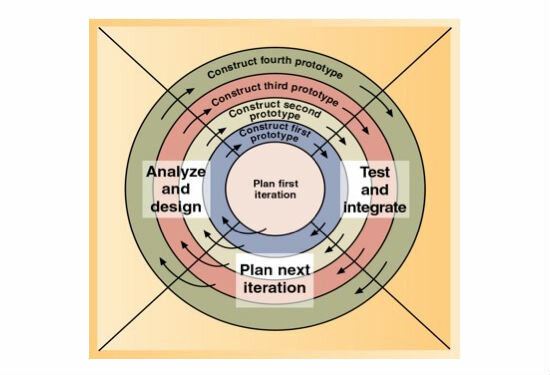 Construct fourth prototype
Construct third prototype
Construct second
prototype
Construct first
prototype
Plan first
iteration
Analyze
and
design
Test
and
integrate
Plan next
iteration